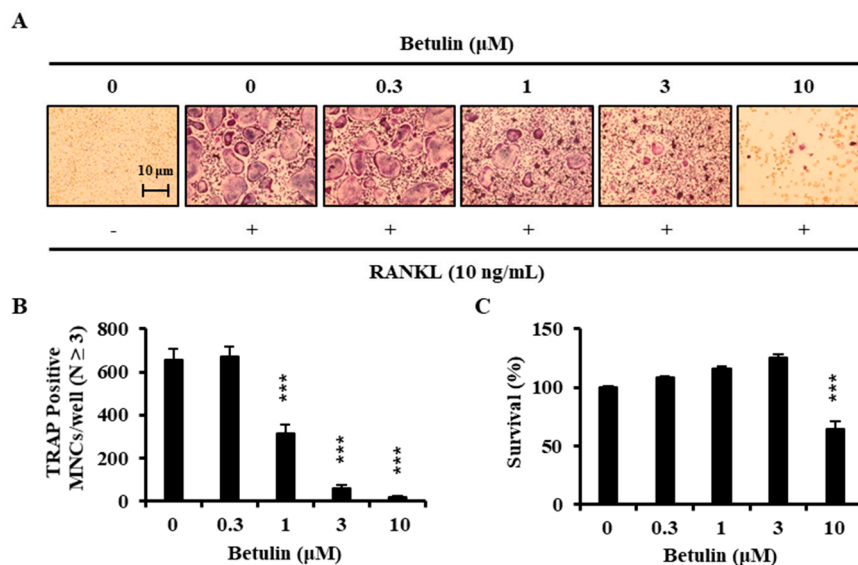 A
Betulin (μM)
0 0 0.3 1 3 10
10 μm
- + + + + +
RANKL (10 ng/mL)
B
TRAP Positive
MNCs/well (N ≥ 3)
800
600
400
200
0
***
***
***
0 0.3 1 3 10
Betulin (μM)
C
Survival (%)
150
100
50
0
***
0 0.3 1 3 10
Betulin (μM)